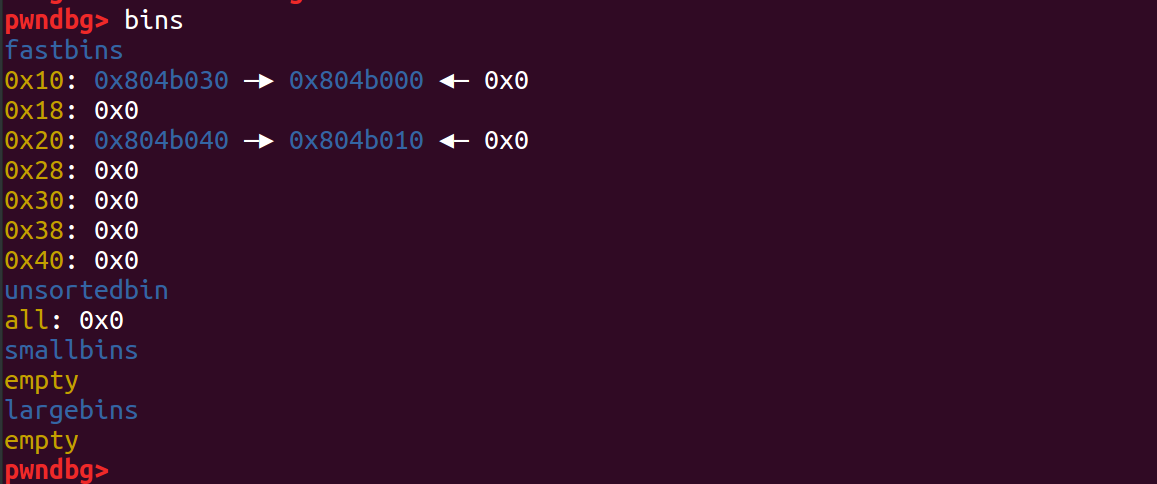 pwndbg> bins
fastbins
0x10: 0x804b030 —▸ 0x804b000 ◂— 0x0
0x18: 0x0
0x20: 0x804b040 —▸ 0x804b010 ◂— 0x0
0x28: 0x0
0x30: 0x0
0x38: 0x0
0x40: 0x0
unsortedbin
all: 0x0
smallbins
empty
largebins
empty
pwndbg>